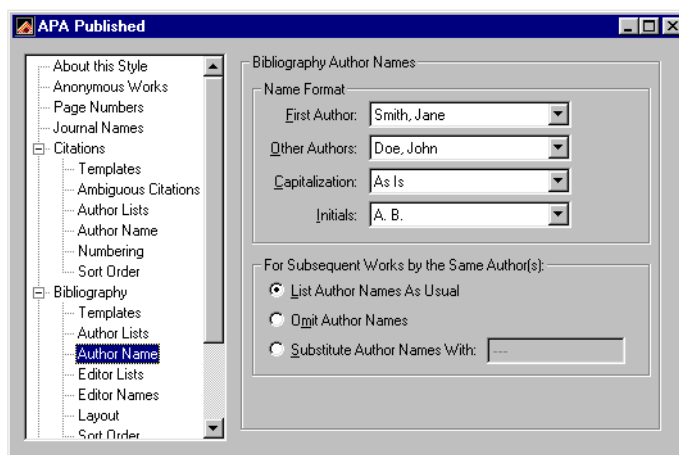 APA Published
About this Style
Anonymous Works
Page Numbers
Journal Names
Citations
Templates
Ambiguous Citations
Author Lists
Author Name
Numbering
Sort Order
Bibliography
Templates
Author Lists
Author Name
Editor Lists
Editor Names
Layout
Sort Order
Bibliography Author Names
Name Format
First Author: Smith, Jane
Other Authors: Doe, John
Capitalization: As Is
Initials: A. B.
For Subsequent Works by the Same Author(s):
List Author Names As Usual
Omit Author Names
Substitute Author Names With: ---